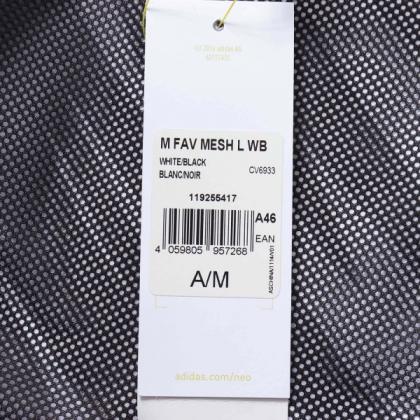 M FAV MESH L WB
WHITE/BLACK
BLANC/NOIR
CV6933
119255417
A46
EAN
4 059805 957268
A/M
adidas.com/neo